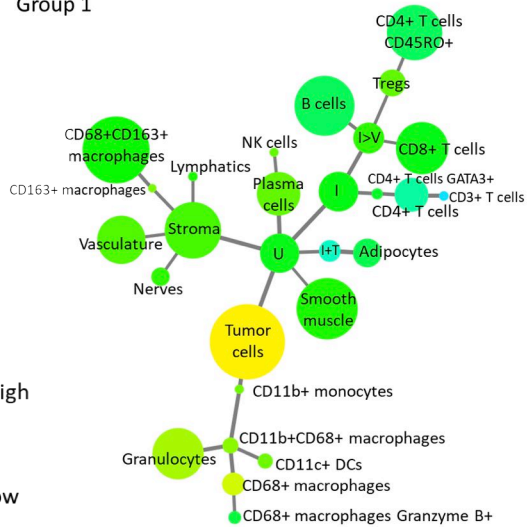 Group 1
CD4+ T cells
CD45RO+
Tregs
B cells
I>V
CD8+ T cells
NK cells
CD68+CD163+
macrophages
Lymphatics
CD163+ macrophages
Plasma
cells
I
CD4+ T cells GATA3+
CD3+ T cells
CD4+ T cells
Stroma
Vasculature
U
I+T
Adipocytes
Nerves
Smooth
muscle
Tumor
cells
igh
CD11b+ monocytes
CD11b+CD68+ macrophages
Granulocytes
CD11c+ DCs
CD68+ macrophages
ow
CD68+ macrophages Granzyme B+